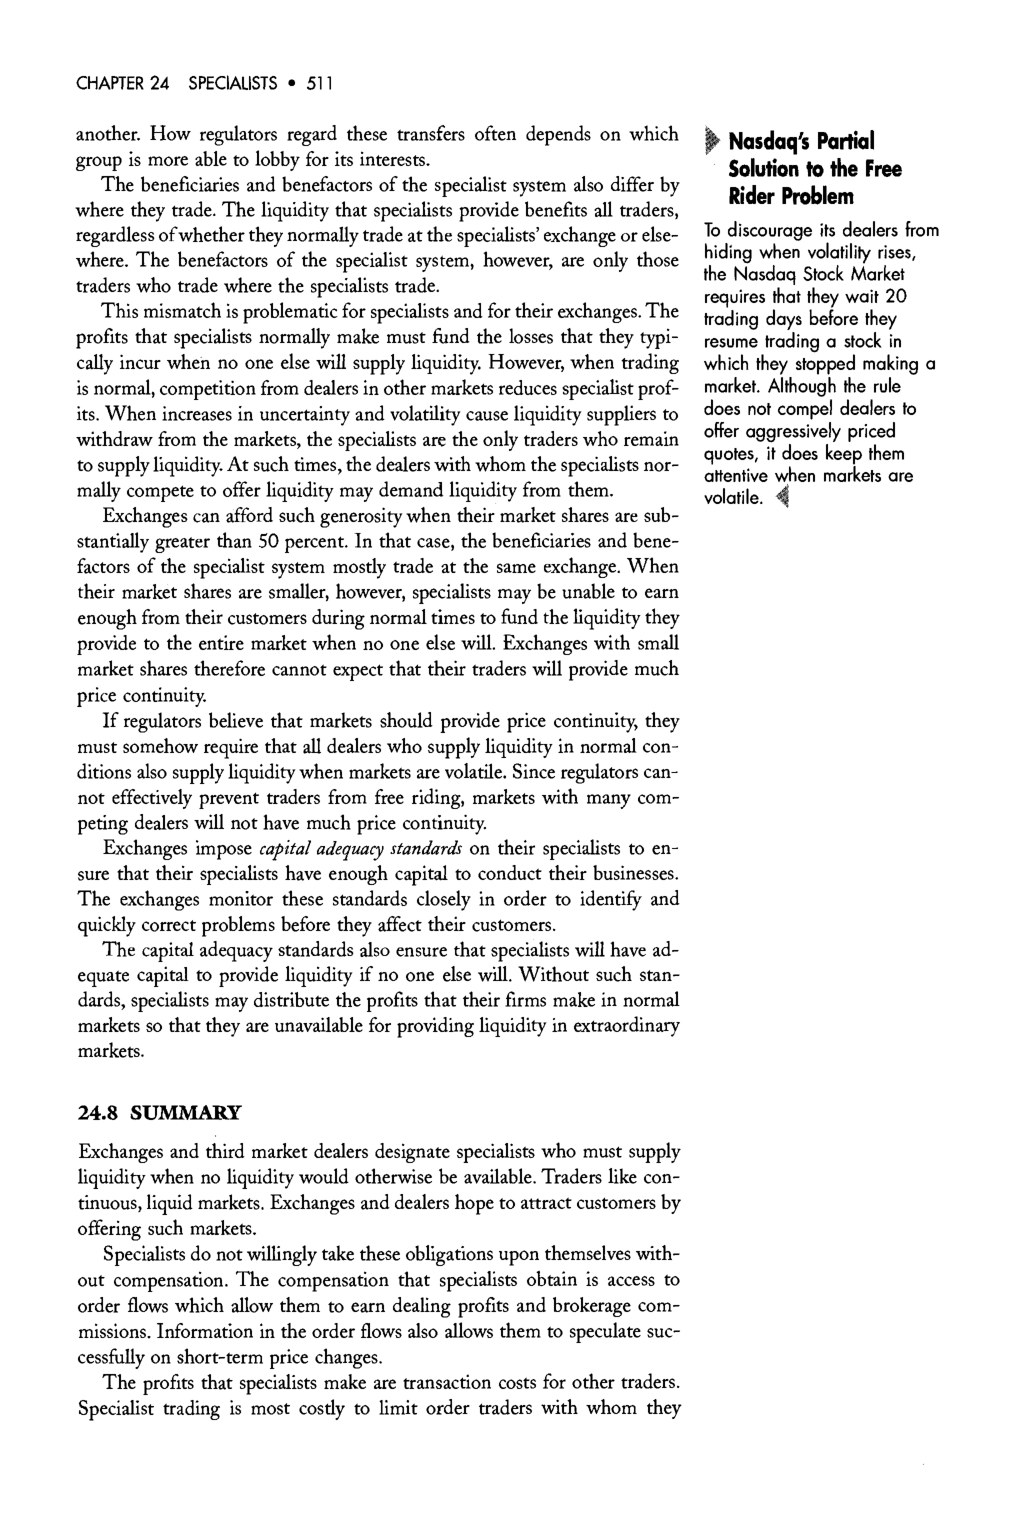 CHAPTER 24 SPECIALISTS • 511
another. How regulators regard these transfers often depends on which
group is more able to lobby for its interests.
The beneficiaries and benefactors of the specialist system also differ by
where they trade. The liquidity that specialists provide benefits all traders,
regardless of whether they normally trade at the specialists' exchange or else-
where. The benefactors of the specialist system, however, are only those
traders who trade where the specialists trade.
This mismatch is problematic for specialists and for their exchanges. The
profits that specialists normally make must fund the losses that they typi-
cally incur when no one else will supply liquidity. However, when trading
is normal, competition from dealers in other markets reduces specialist prof-
its. When increases in uncertainty and volatility cause liquidity suppliers to
withdraw from the markets, the specialists are the only traders who remain
to supply liquidity. At such times, the dealers with whom the specialists nor-
mally compete to offer liquidity may demand liquidity from them.
Exchanges can afford such generosity when their market shares are sub-
stantially greater than 50 percent. In that case, the beneficiaries and bene-
factors of the specialist system mostly trade at the same exchange. When
their market shares are smaller, however, specialists may be unable to earn
enough from their customers during normal times to fund the liquidity they
provide to the entire market when no one else will. Exchanges with small
market shares therefore cannot expect that their traders will provide much
price continuity.
If regulators believe that markets should provide price continuity, they
must somehow require that all dealers who supply liquidity in normal con-
ditions also supply liquidity when markets are volatile. Since regulators can-
not effectively prevent traders from free riding, markets with many com-
peting dealers will not have much price continuity.
Exchanges impose capital adequacy standards on their specialists to en-
sure that their specialists have enough capital to conduct their businesses.
The exchanges monitor these standards closely in order to identify and
quickly correct problems before they affect their customers.
The capital adequacy standards also ensure that specialists will have ad-
equate capital to provide liquidity if no one else will. Without such stan-
dards, specialists may distribute the profits that their firms make in normal
markets so that they are unavailable for providing liquidity in extraordinary
markets.
24.8 SUMMARY
Exchanges and third market dealers designate specialists who must supply
liquidity when no liquidity would otherwise be available. Traders like con-
tinuous, liquid markets. Exchanges and dealers hope to attract customers by
offering such markets.
Specialists do not willingly take these obligations upon themselves with-
out compensation. The compensation that specialists obtain is access to
order flows which allow them to earn dealing profits and brokerage com-
missions. Information in the order flows also allows them to speculate suc-
cessfully on short-term price changes.
The profits that specialists make are transaction costs for other traders.
Specialist trading is most costly to limit order traders with whom they
Nasdaq's Partial
Solution to the Free
Rider Problem
To discourage its dealers from
hiding when volatility rises,
the Nasdaq Stock Market
requires that they wait 20
trading days before they
resume trading a stock in
which they stopped making a
market. Although the rule
does not compel dealers to
offer aggressively priced
quotes, it does keep them
attentive when markets are
volatile.